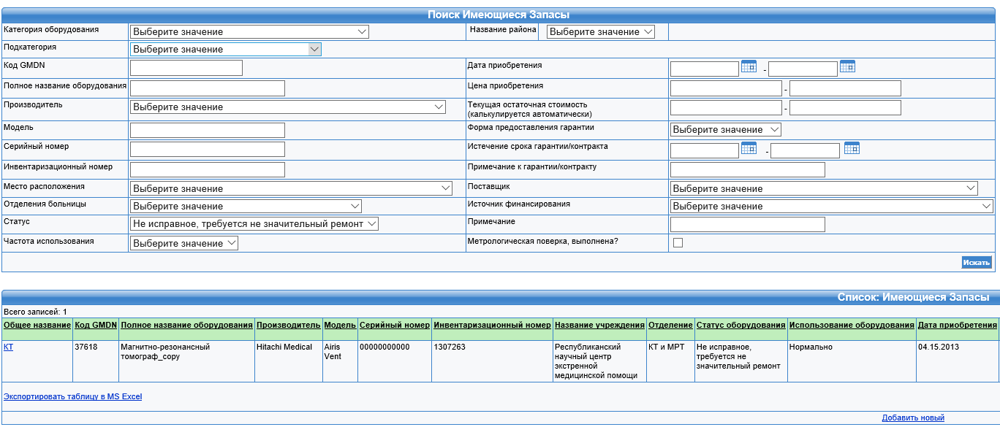 Поиск Имеющиеся Запасы
Категория оборудования Выберите значение Название района Выберите значение
Подкатегория Выберите значение
Код GMDN Дата приобретения -
Полное название оборудования Цена приобретения -
Производитель Выберите значение Текущая остаточная стоимость
(калькулируется автоматически) -
Модель Форма предоставления гарантии Выберите значение
Серийный номер Истечение срока гарантии/контракта -
Инвентаризационный номер Примечание к гарантии/контракту
Место расположения Выберите значение Поставщик Выберите значение
Отделения больницы Выберите значение Источник финансирования Выберите значение
Статус Не исправное, требуется не значительный ремонт Примечание
Частота использования Выберите значение Метрологическая поверка, выполнена?
Искать
Список: Имеющиеся Запасы
Всего записей: 1
Общее название Код GMDN Полное название оборудования Производитель Модель Серийный номер Инвентаризационный номер Название учреждения Отделение Статус оборудования Использование оборудования Дата приобретения
КТ 37618 Магнитно-резонансный Hitachi Medical Airis 00000000000 1307263 Республиканский КТ и МРТ Не исправное, Нормально 04.15.2013
томограф_copy Vent научный центр требуется не
экстренной значительный ремонт
медицинской помощи
Экспортировать таблицу в MS Excel
Добавить новый